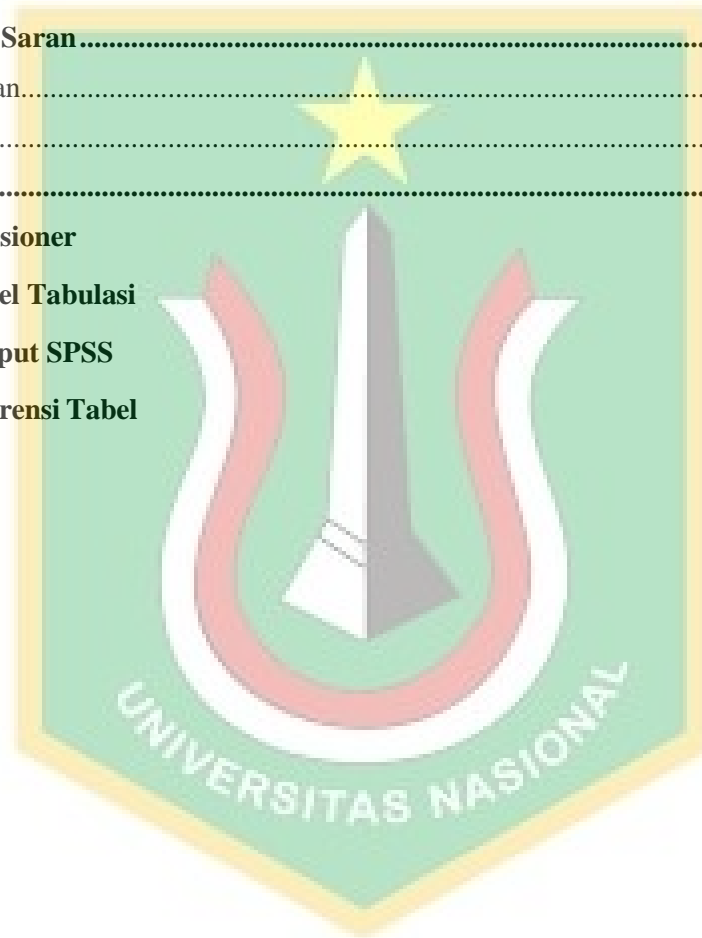 Saran..........................................................................................................
an..........................................................................................................
..........................................................................................................
..........................................................................................................
sioner
el Tabulasi
put SPSS
rensi Tabel
UNIVERSITAS NASIONAL